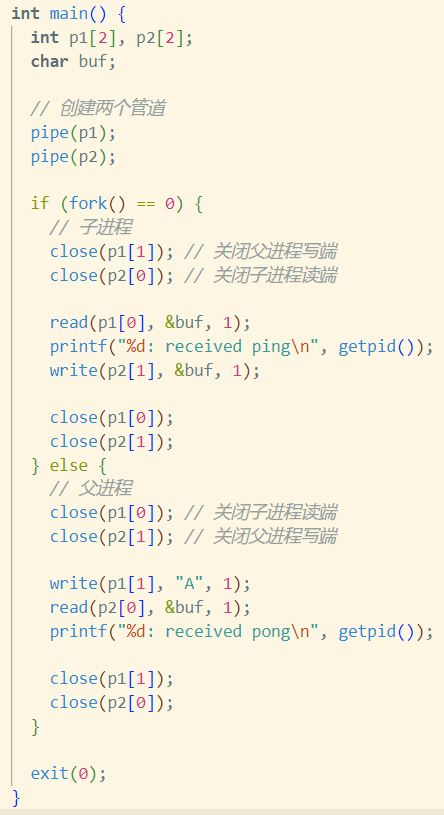 int main() {
int p1[2], p2[2];
char buf;
// 创建两个管道
pipe(p1);
pipe(p2);
if (fork() == 0) {
// 子进程
close(p1[1]); // 关闭父进程写端
close(p2[0]); // 关闭子进程读端
read(p1[0], &buf, 1);
printf("%d: received ping\n", getpid());
write(p2[1], &buf, 1);
close(p1[0]);
close(p2[1]);
} else {
// 父进程
close(p1[0]); // 关闭子进程读端
close(p2[1]); // 关闭父进程写端
write(p1[1], "A", 1);
read(p2[0], &buf, 1);
printf("%d: received pong\n", getpid());
close(p1[1]);
close(p2[0]);
}
exit(0);
}